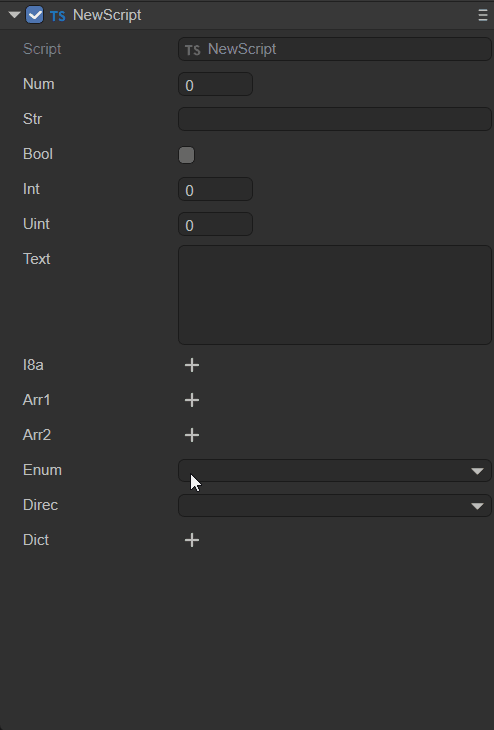 TS NewScript
Script TS NewScript
Num 0
Str
Bool
Int 0
Uint 0
Text
I8a
Arr1
Arr2
Enum
Direc
Dict